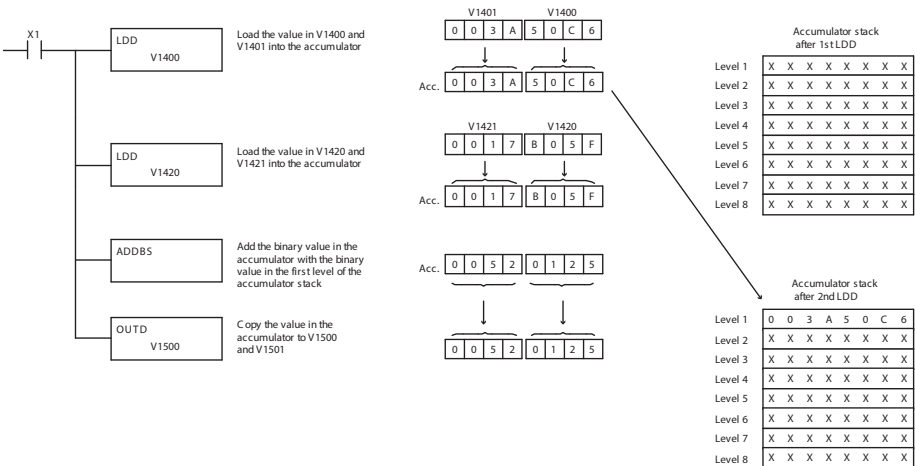 X1
LDD
V1400
Load the value in V1400 and
V1401 into the accumulator
V1401 V1400
0 0 3 A 5 0 C 6
Acc. 0 0 3 A 5 0 C 6
LDD
V1420
Load the value in V1420 and
V1421 into the accumulator
V1421 V1420
0 0 1 7 B 0 5 F
Acc. 0 0 1 7 B 0 5 F
ADDBS
Add the binary value in the
accumulator with the binary
value in the first level of the
accumulator stack
Acc. 0 0 5 2 0 1 2 5
OUTD
V1500
Copy the value in the
accumulator to V1500
and V1501
0 0 5 2 0 1 2 5
Accumulator stack
after 1st LDD
Level 1 X X X X X X X X
Level 2 X X X X X X X X
Level 3 X X X X X X X X
Level 4 X X X X X X X X
Level 5 X X X X X X X X
Level 6 X X X X X X X X
Level 7 X X X X X X X X
Level 8 X X X X X X X X
Accumulator stack
after 2nd LDD
Level 1 0 0 3 A 5 0 C 6
Level 2 X X X X X X X X
Level 3 X X X X X X X X
Level 4 X X X X X X X X
Level 5 X X X X X X X X
Level 6 X X X X X X X X
Level 7 X X X X X X X X
Level 8 X X X X X X X X